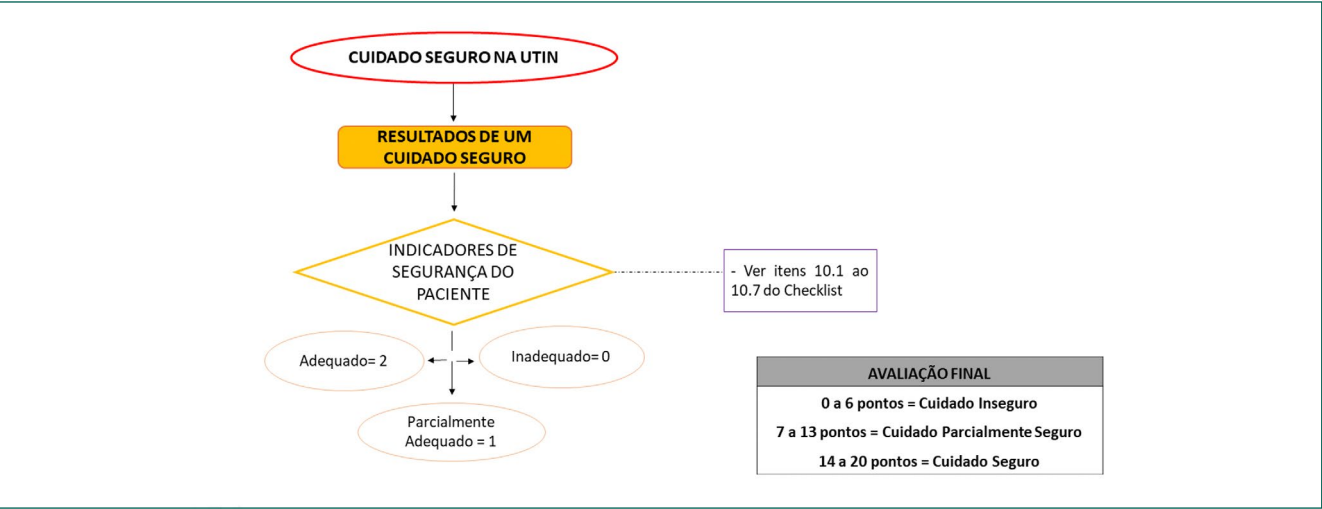 CUIDADO SEGURO NA UTIN
RESULTADOS DE UM
CUIDADO SEGURO
INDICADORES DE
SEGURANÇA DO
PACIENTE
- Ver itens 10.1 ao
10.7 do Checklist
Adequado= 2
Inadequado= 0
Parcialmente
Adequado = 1
AVALIAÇÃO FINAL
0 a 6 pontos = Cuidado Inseguro
7 a 13 pontos = Cuidado Parcialmente Seguro
14 a 20 pontos = Cuidado Seguro